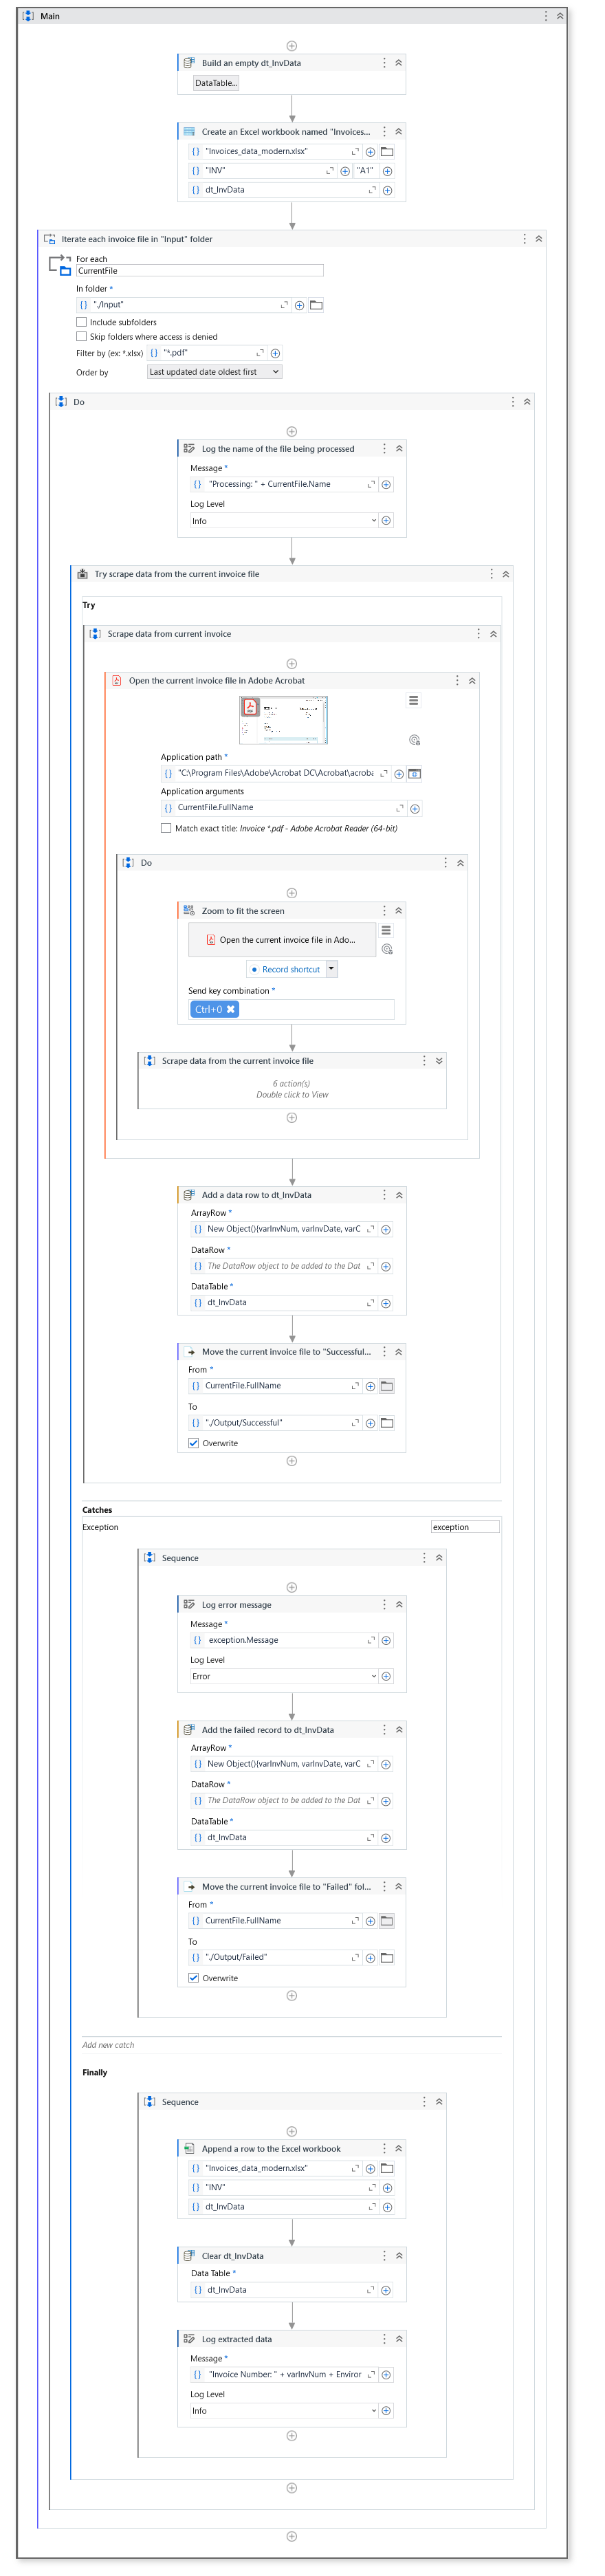 Main
Build an empty dt_InvData
DataTable...
Create an Excel workbook named "Invoices...
"Invoices_data_modern.xlsx"
"INV" "A1"
dt_InvData
Iterate each invoice file in "Input" folder
For each
CurrentFile
In folder *
"./Input"
Include subfolders
Skip folders where access is denied
Filter by (ex: *.xlsx) "*.pdf"
Order by Last updated date oldest first
Do
Log the name of the file being processed
Message *
"Processing: " + CurrentFile.Name
Log Level
Info
Try scrape data from the current invoice file
Try
Scrape data from current invoice
Open the current invoice file in Adobe Acrobat
Application path *
"C:\Program Files\Adobe\Acrobat DC\Acrobat\acroba
Application arguments
CurrentFile.FullName
Match exact title: Invoice *.pdf - Adobe Acrobat Reader (64-bit)
Do
Zoom to fit the screen
Open the current invoice file in Ado...
Record shortcut
Send key combination *
Ctrl+0
Scrape data from the current invoice file
6 action(s)
Double click to View
Add a data row to dt_InvData
ArrayRow *
New Object(){varInvNum, varInvDate, varC
DataRow *
The DataRow object to be added to the Dat
DataTable *
dt_InvData
Move the current invoice file to "Successful...
From *
CurrentFile.FullName
To
"./Output/Successful"
Overwrite
Catches
Exception exception
Sequence
Log error message
Message *
exception.Message
Log Level
Error
Add the failed record to dt_InvData
ArrayRow *
New Object(){varInvNum, varInvDate, varC
DataRow *
The DataRow object to be added to the Dat
DataTable *
dt_InvData
Move the current invoice file to "Failed" fol...
From *
CurrentFile.FullName
To
"./Output/Failed"
Overwrite
Add new catch
Finally
Sequence
Append a row to the Excel workbook
"Invoices_data_modern.xlsx"
"INV"
dt_InvData
Clear dt_InvData
Data Table *
dt_InvData
Log extracted data
Message *
"Invoice Number: " + varInvNum + Enviror
Log Level
Info